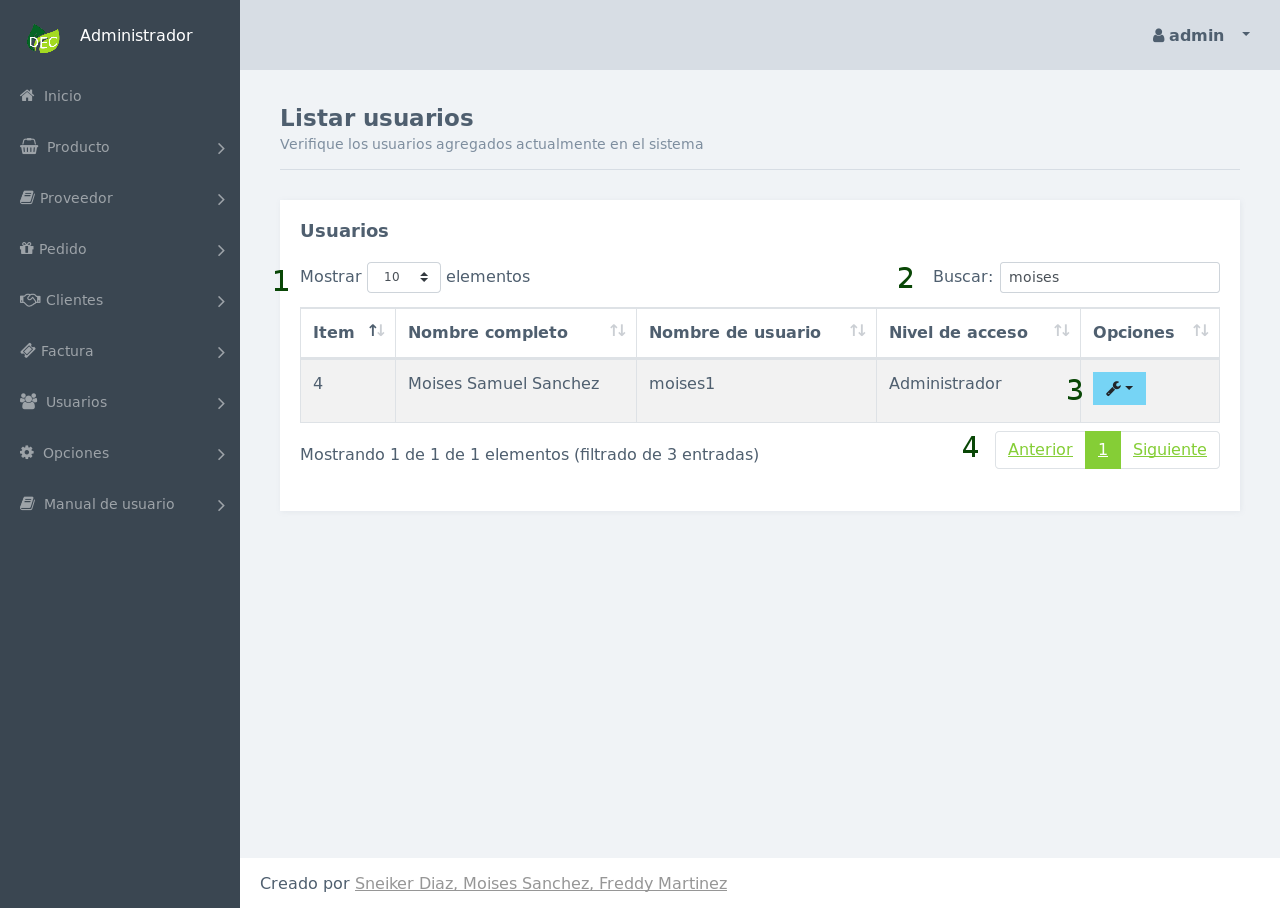 DEC Administrador
admin
Inicio
Producto
Proveedor
Pedido
Clientes
Factura
Usuarios
Opciones
Manual de usuario
Listar usuarios
Verifique los usuarios agregados actualmente en el sistema
Usuarios
1 Mostrar 10 elementos
2 Buscar: moises
Item Nombre completo Nombre de usuario Nivel de acceso Opciones
4 Moises Samuel Sanchez moises1 Administrador 3
Mostrando 1 de 1 de 1 elementos (filtrado de 3 entradas)
4 Anterior 1 Siguiente
Creado por Sneiker Diaz, Moises Sanchez, Freddy Martinez